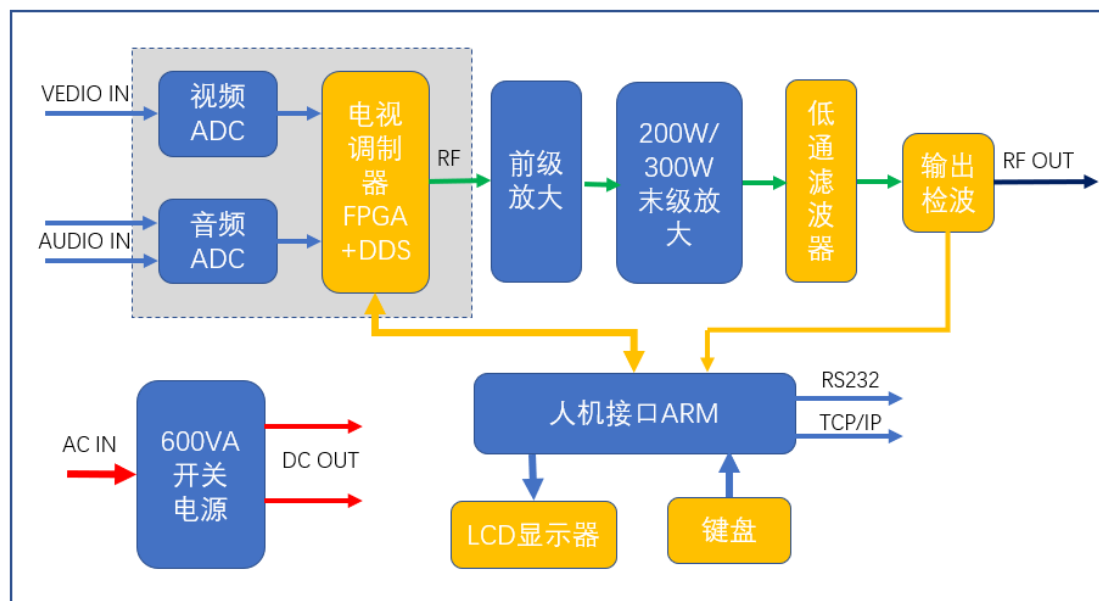 VEDIO IN
视频
ADC
AUDIO IN
音频
ADC
电视
调制
器
FPGA
+DDS
RF
前级
放大
200W/
300W
末级放
大
低
通
滤
波
器
输出
检波
RF OUT
人机接口ARM
RS232
TCP/IP
LCD显示器
键盘
AC IN
600VA
开关
电源
DC OUT